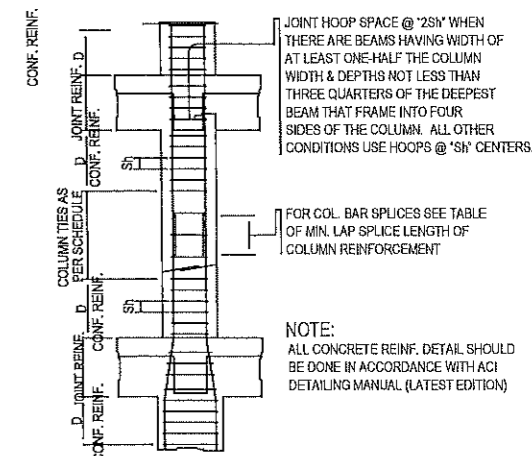 CONF. REINF.
D
JOINT REINF.
D
CONF. REINF.
Sh
COLUMN TIES AS
PER SCHEDULE
Sh
D
CONF. REINF.
JOINT REINF.
D
CONF. REINF.
JOINT HOOP SPACE @ "2Sh" WHEN
THERE ARE BEAMS HAVING WIDTH OF
AT LEAST ONE-HALF THE COLUMN
WIDTH & DEPTHS NOT LESS THAN
THREE QUARTERS OF THE DEEPEST
BEAM THAT FRAME INTO FOUR
SIDES OF THE COLUMN. ALL OTHER
CONDITIONS USE HOOPS @ "Sh" CENTERS.
FOR COL. BAR SPLICES SEE TABLE
OF MIN. LAP SPLICE LENGTH OF
COLUMN REINFORCEMENT
NOTE:
ALL CONCRETE REINF. DETAIL SHOULD
BE DONE IN ACCORDANCE WITH ACI
DETAILING MANUAL (LATEST EDITION)